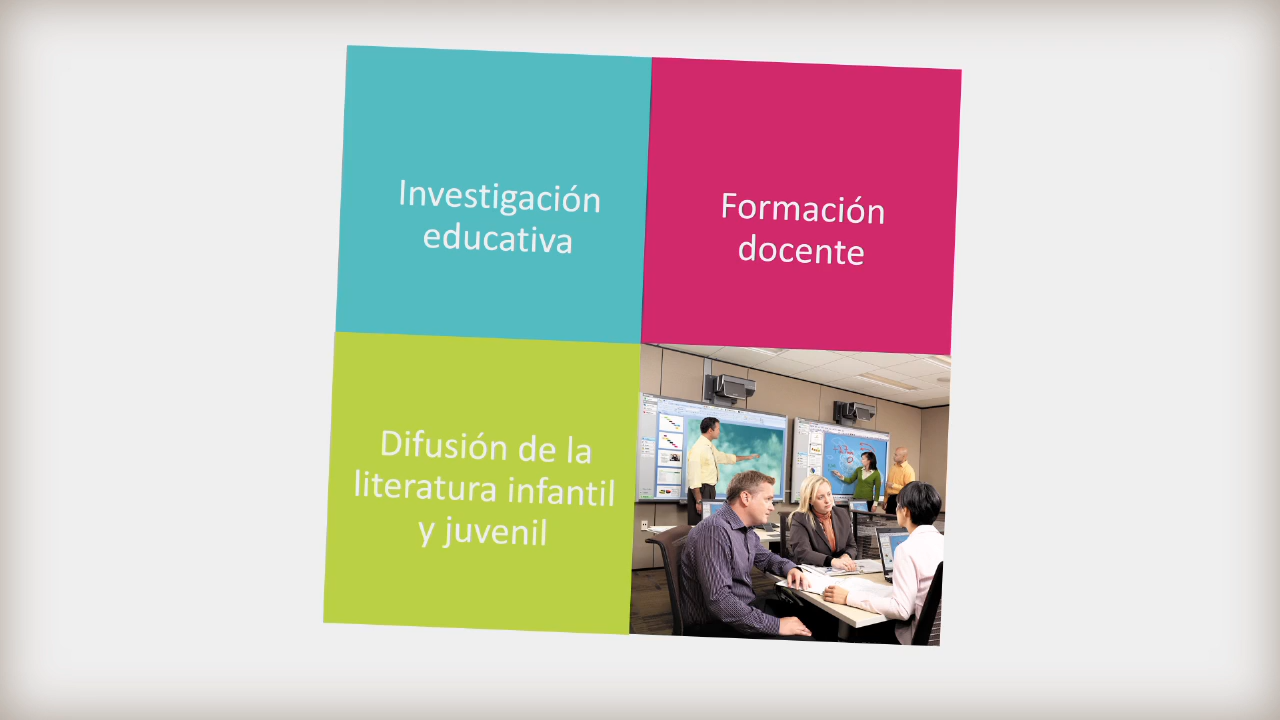 Investigación
educativa
Formación
docente
Difusión de la
literatura infantil
y juvenil